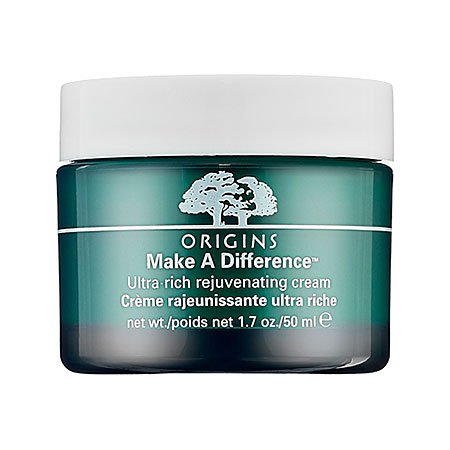 ORIGINS
Make A Difference™
Ultra rich rejuvenating cream
Crème rajeunissante ultra riche
net wt./poids net 1.7 oz./50 ml ℮